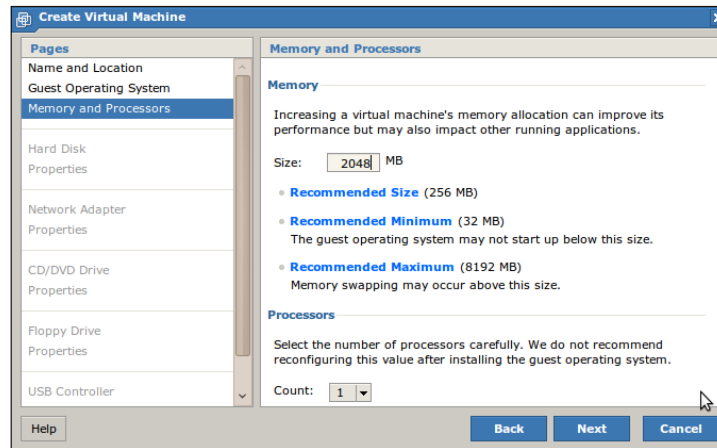 Create Virtual Machine
Pages
Name and Location
Guest Operating System
Memory and Processors
Hard Disk
Properties
Network Adapter
Properties
CD/DVD Drive
Properties
Floppy Drive
Properties
USB Controller
Memory and Processors
Memory
Increasing a virtual machine's memory allocation can improve its
performance but may also impact other running applications.
Size: 2048 MB
Recommended Size (256 MB)
Recommended Minimum (32 MB)
The guest operating system may not start up below this size.
Recommended Maximum (8192 MB)
Memory swapping may occur above this size.
Processors
Select the number of processors carefully. We do not recommend
reconfiguring this value after installing the guest operating system.
Count: 1
Help
Back
Next
Cancel